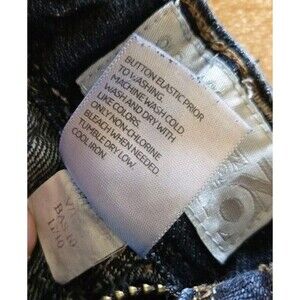 BUTTON ELASTIC PRIOR
TO WASHING.
MACHINE WASH COLD
WASH AND DRY WITH
LIKE COLORS.
ONLY NON-CHLORINE
BLEACH WHEN NEEDED
TUMBLE DRY LOW.
COOL IRON